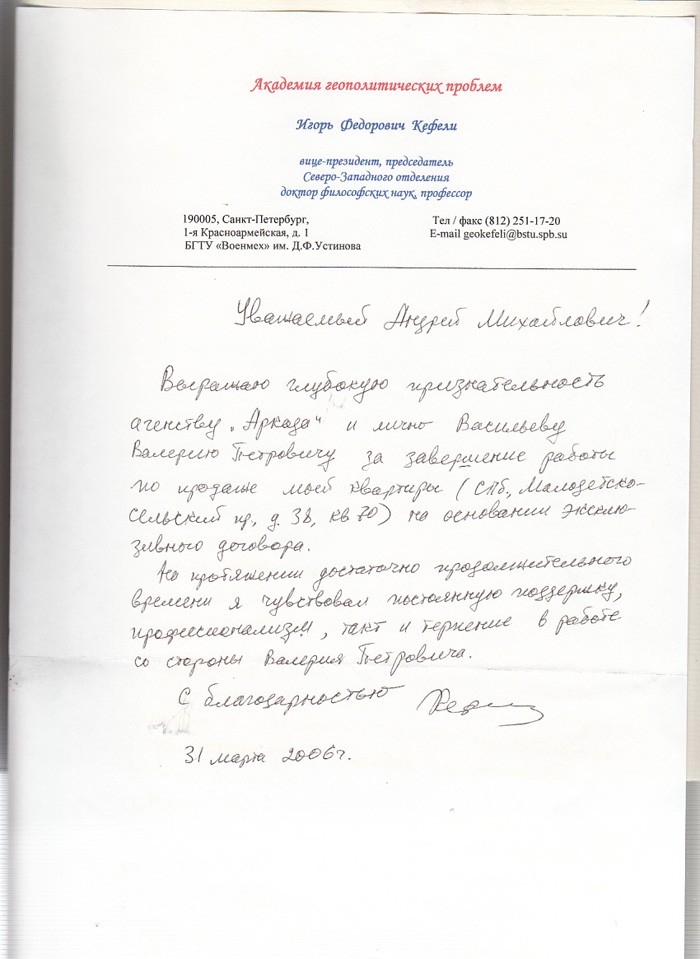 Академия геополитических проблем
Игорь Федорович Кефели
вице-президент, председатель
Северо-Западного отделения
доктор философских наук, профессор
190005, Санкт-Петербург,
1-я Красноармейская, д. 1
БГТУ «Военмех» им. Д.Ф.Устинова
Тел / факс (812) 251-17-20
E-mail geokefeli@bstu.spb.su
Уважаемый Андрей Михайлович!
Выражаю глубокую признательность
агенству „Аркада“ и лично Васильеву
Валерию Петровичу за завершение работы
по продаже моей квартиры (СПб., Малодетско-
сельский пр, д. 38, кв 70) на основании эксклю-
зивного договора.
На протяжении достаточно продолжительного
времени я чувствовал постоянную поддержку,
профессионализм, такт и терпение в работе
со стороны Валерия Петровича.
С благодарностью
31 марта 2006г.